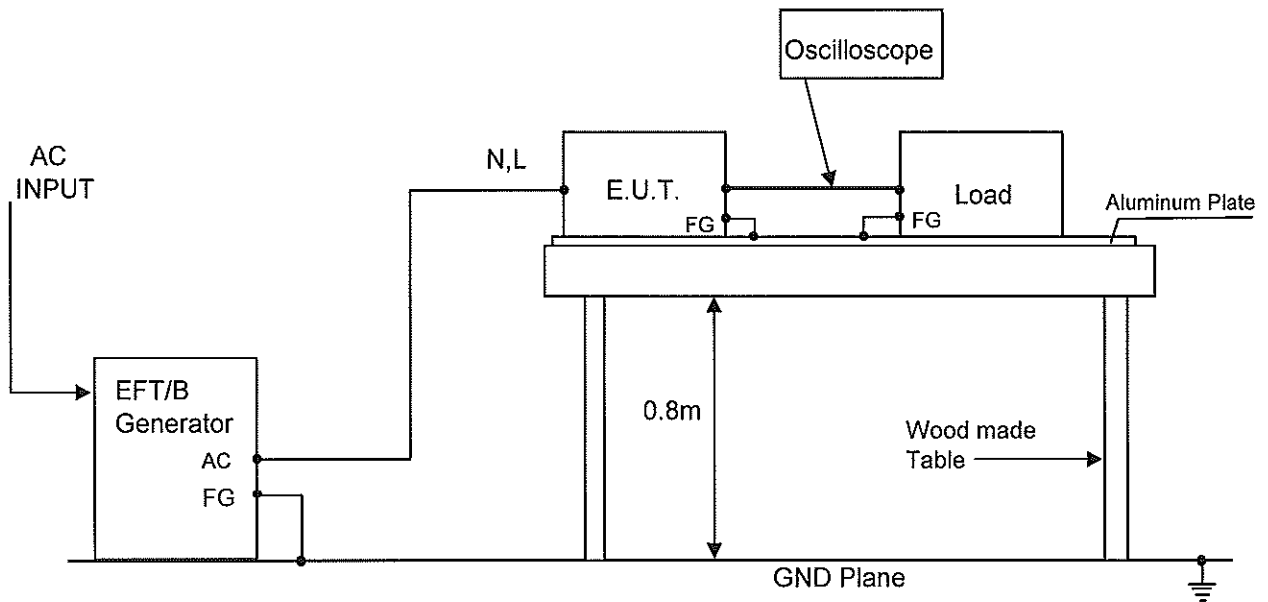 Oscilloscope
AC
INPUT
N,L
E.U.T.
FG
Load
FG
Aluminum Plate
EFT/B
Generator
AC
FG
0.8m
Wood made
Table
GND Plane